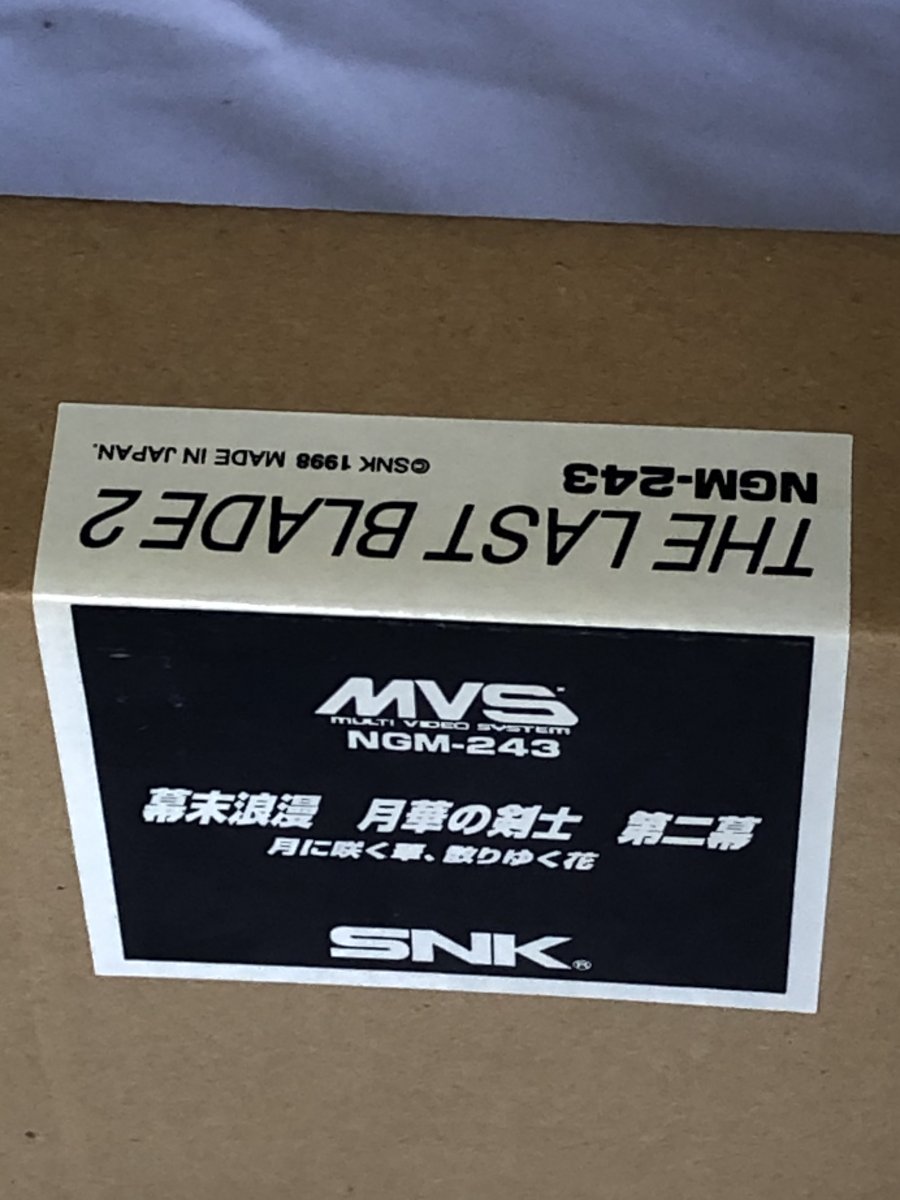 THE LAST BLADE 2
NGM-243 ©SNK 1998 MADE IN JAPAN.
MVS
MULTI VIDEO SYSTEM
NGM-243
幕末浪漫 月華の剣士 第二幕
月に咲く華、散りゆく花
SNK®